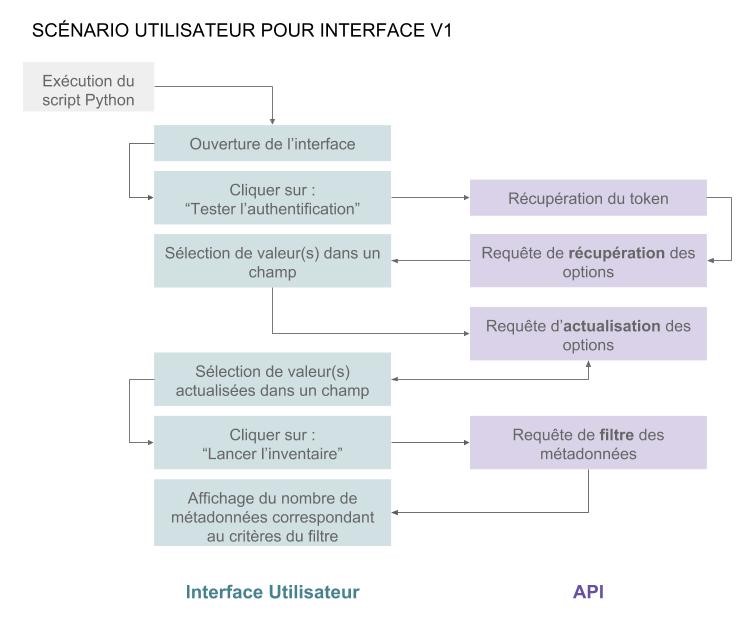 SCÉNARIO UTILISATEUR POUR INTERFACE V1
Exécution du
script Python
Ouverture de l'interface
Cliquer sur :
“Tester l'authentification”
Récupération du token
Sélection de valeur(s) dans un
champ
Requête de récupération des
options
Requête d'actualisation des
options
Sélection de valeur(s)
actualisées dans un champ
Cliquer sur :
“Lancer l'inventaire”
Requête de filtre des
métadonnées
Affichage du nombre de
métadonnées correspondant
au critères du filtre
Interface Utilisateur
API